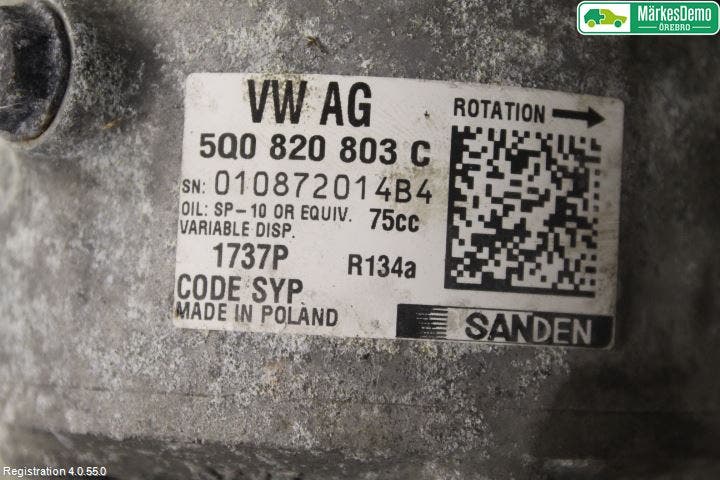 MärkesDemo
ÖREBRO
VW AG
ROTATION
5Q0 820 803 C
SN: 010872014B4
OIL: SP-10 OR EQUIV. 75cc
VARIABLE DISP.
1737P R134a
CODE SYP
MADE IN POLAND
SANDEN
Registration 4.0.55.0